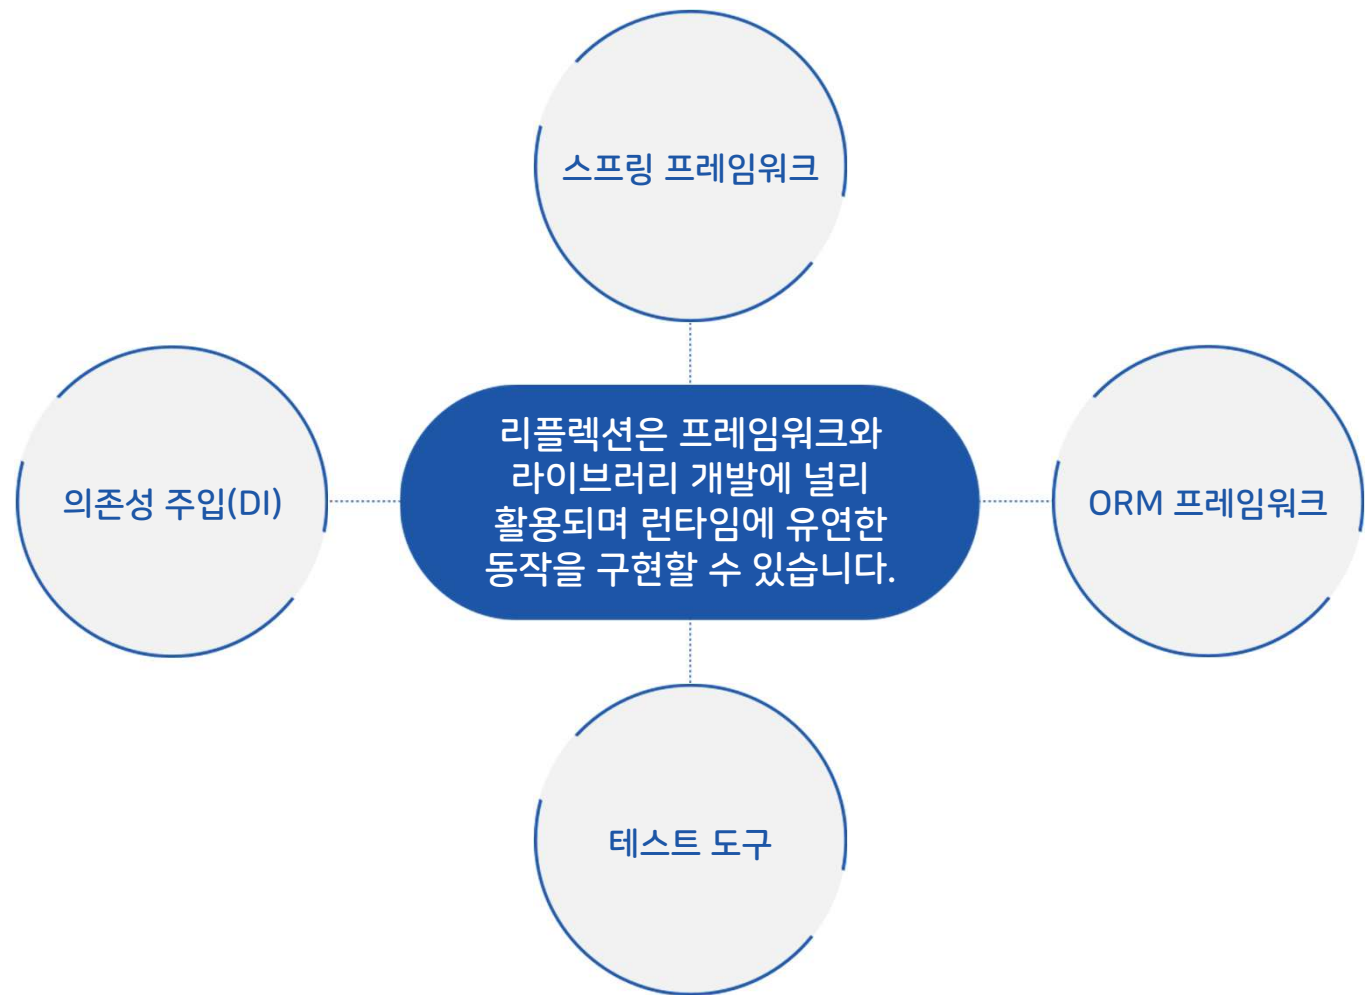 스프링 프레임워크
의존성 주입(DI)
리플렉션은 프레임워크와
라이브러리 개발에 널리
활용되며 런타임에 유연한
동작을 구현할 수 있습니다.
ORM 프레임워크
테스트 도구